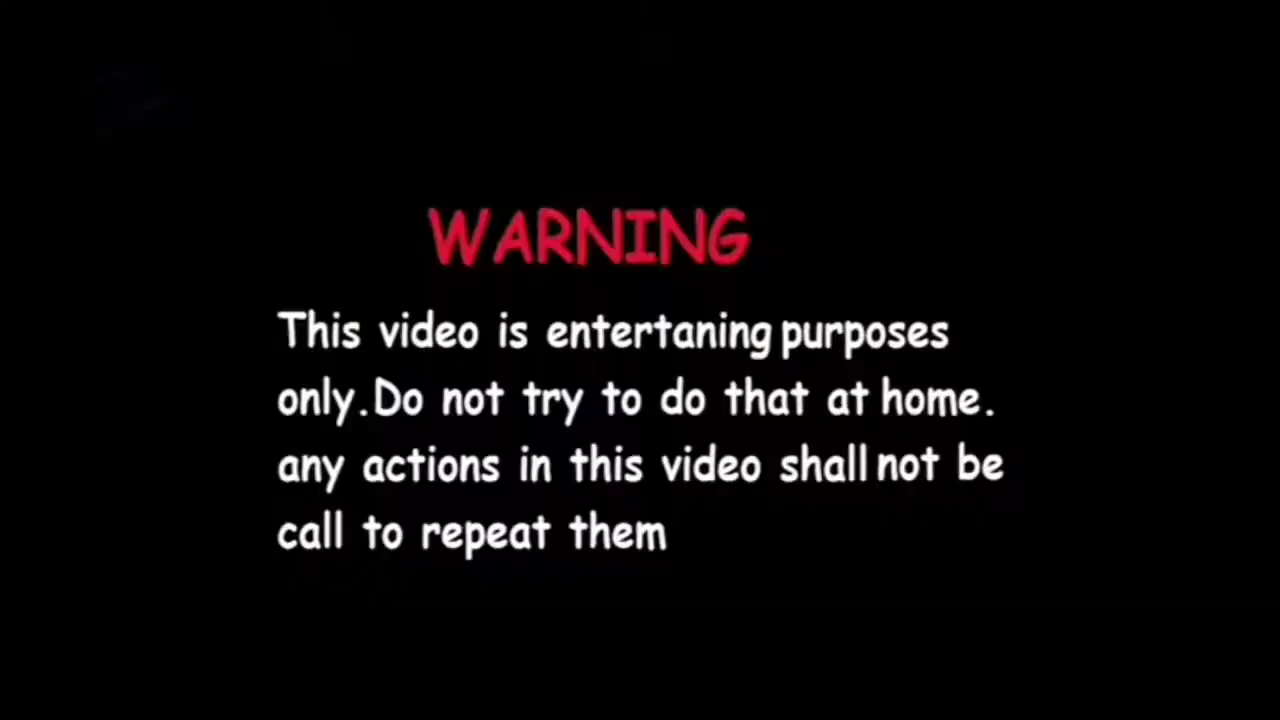 WARNING
This video is entertaning purposes
only.Do not try to do that at home.
any actions in this video shall not be
call to repeat them